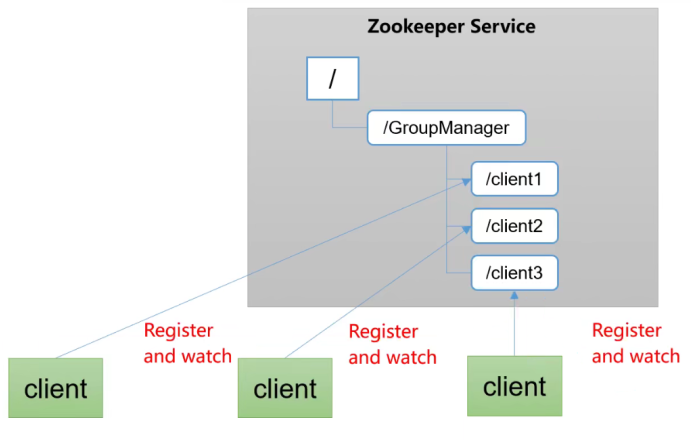 Zookeeper Service
/
/GroupManager
/client1
/client2
/client3
Register
and watch
Register
and watch
Register
and watch
client
client
client